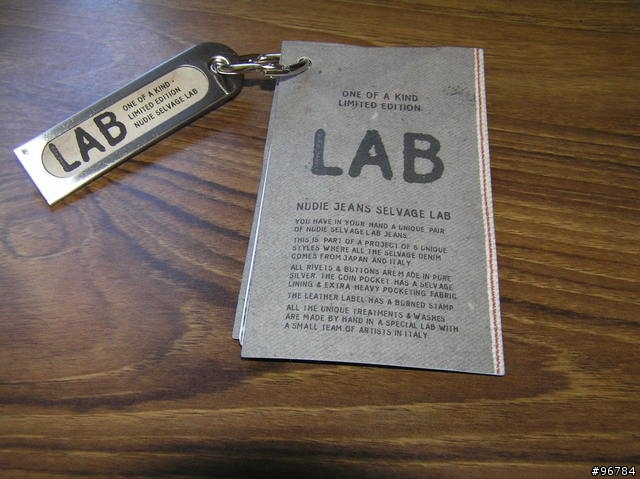 LAB
ONE OF A KIND -
LIMITED EDITION
NUDIE SELVAGE LAB
ONE OF A KIND
LIMITED EDITION
LAB
NUDIE JEANS SELVAGE LAB
YOU HAVE IN YOUR HAND A UNIQUE PAIR
OF NUDIE SELVAGE LAB JEANS.
THIS IS PART OF A PROJECT OF 6 UNIQUE
STYLES WHERE ALL THE SELVAGE DENIM
COMES FROM JAPAN AND ITALY.
ALL RIVETS & BUTTONS ARE MADE IN PURE
SILVER. THE COIN POCKET HAS A SELVAGE
LINING & EXTRA HEAVY POCKETING FABRIC.
THE LEATHER LABEL HAS A BURNED STAMP.
ALL THE UNIQUE TREATMENTS & WASHES
ARE MADE BY HAND IN A SPECIAL LAB WITH
A SMALL TEAM OF ARTISTS IN ITALY.
#96784